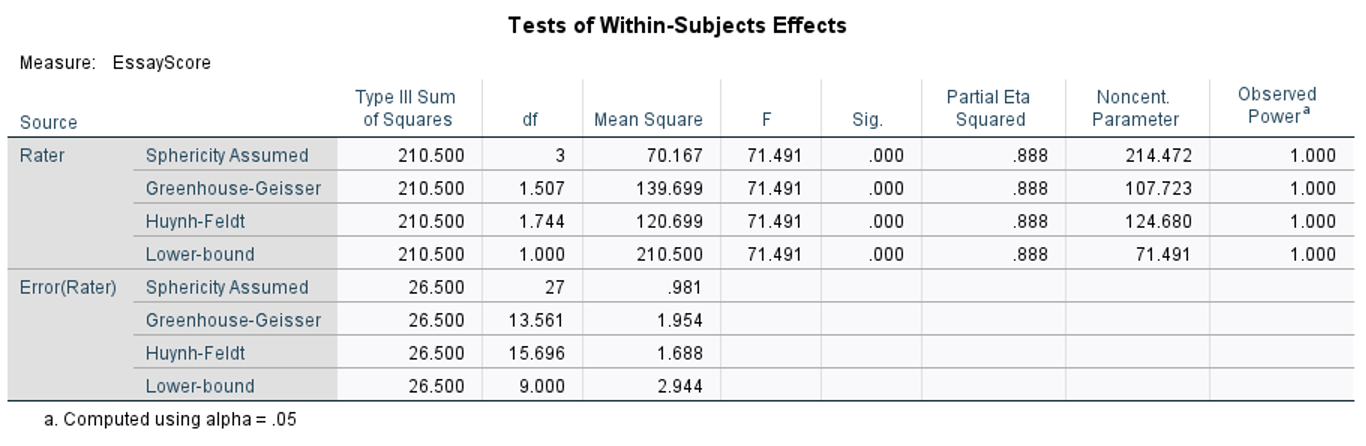 Tests of Within-Subjects Effects
Measure: EssayScore
Source Type III Sum of Squares df Mean Square F Sig. Partial Eta Squared Noncent. Parameter Observed Power a
Rater Sphericity Assumed 210.500 3 70.167 71.491 .000 .888 214.472 1.000
Greenhouse-Geisser 210.500 1.507 139.699 71.491 .000 .888 107.723 1.000
Huynh-Feldt 210.500 1.744 120.699 71.491 .000 .888 124.680 1.000
Lower-bound 210.500 1.000 210.500 71.491 .000 .888 71.491 1.000
Error(Rater) Sphericity Assumed 26.500 27 .981
Greenhouse-Geisser 26.500 13.561 1.954
Huynh-Feldt 26.500 15.696 1.688
Lower-bound 26.500 9.000 2.944
a. Computed using alpha = .05